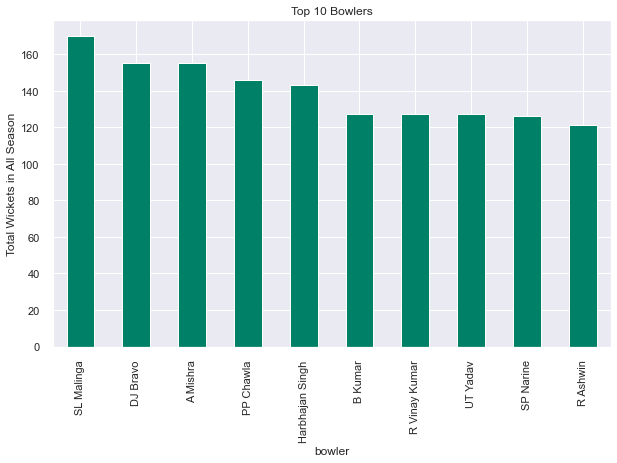 Top 10 Bowlers
Total Wickets in All Season
160
140
120
100
80
60
40
20
0
SL Malinga
DJ Bravo
A Mishra
PP Chawla
Harbhajan Singh
B Kumar
R Vinay Kumar
UT Yadav
SP Narine
R Ashwin
bowler